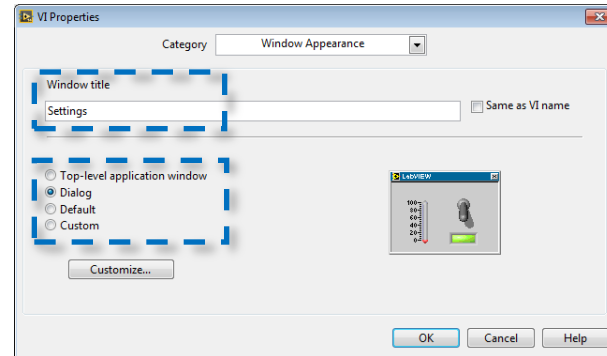 VI Properties
Category Window Appearance
Window title
Settings
Same as VI name
Top-level application window
Dialog
Default
Custom
LabVIEW
100
80
60
40
20
0
Customize...
OK Cancel Help